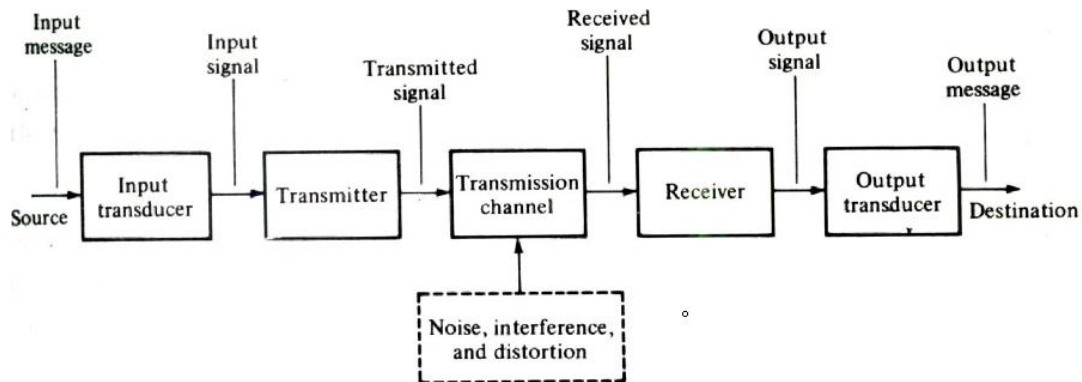 Input
message
Input
signal
Transmitted
signal
Received
signal
Output
signal
Output
message
Source
Input
transducer
Transmitter
Transmission
channel
Receiver
Output
transducer
Destination
Noise, interference,
and distortion